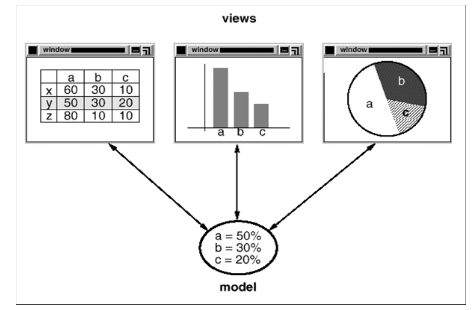 views
window
window
window
a b c
x 60 30 10
y 50 30 20
z 80 10 10
a b c
a
b
c
a = 50%
b = 30%
c = 20%
model